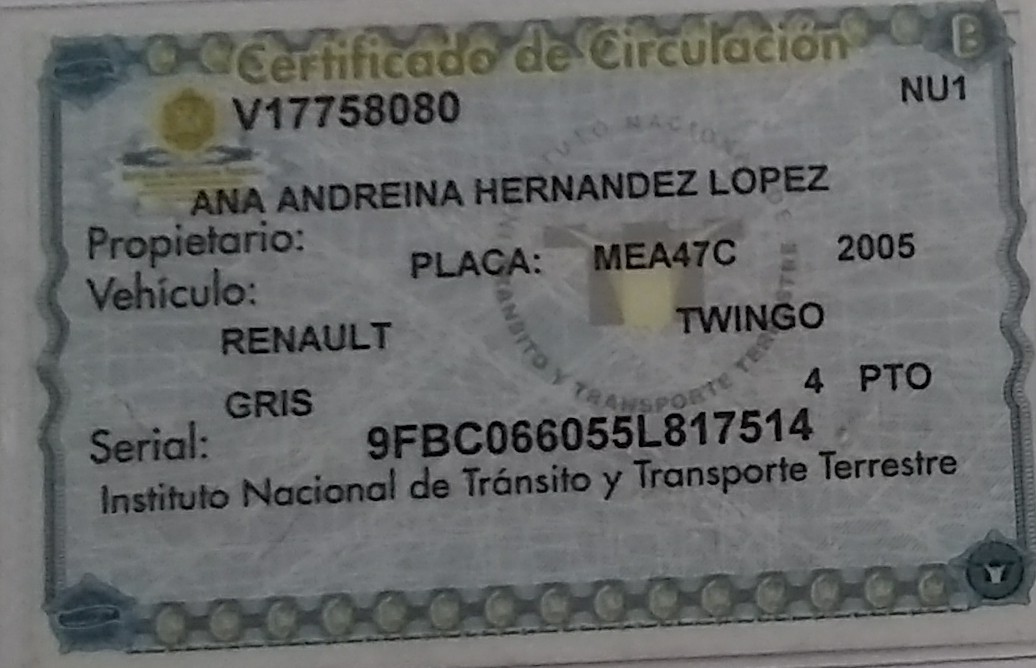 Certificado de Circulación
B
V17758080
NU1
ANA ANDREINA HERNANDEZ LOPEZ
Propietario:
PLACA: MEA47C 2005
Vehículo:
RENAULT TWINGO
GRIS 4 PTO
Serial: 9FBC066055L817514
Instituto Nacional de Tránsito y Transporte Terrestre